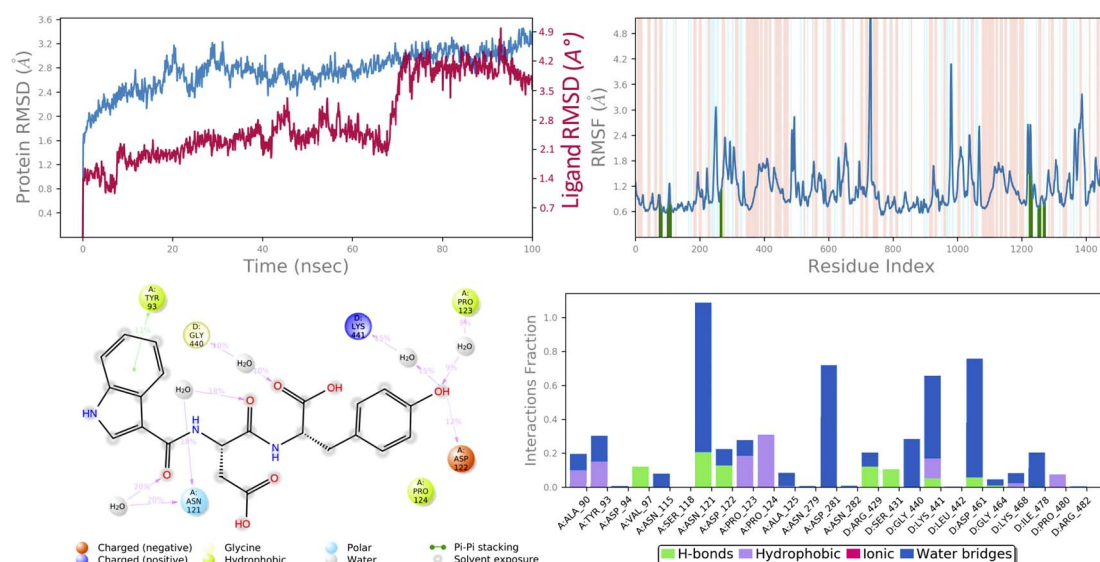 Protein RMSD (Å)
3.6
3.2
2.8
2.4
2.0
1.6
1.2
0.8
0.4
4.9
4.2
3.5
2.8
2.1
1.4
0.7
Ligand RMSD (A°)
0 20 40 60 80 100
Time (nsec)
RMSF (Å)
4.8
4.2
3.6
3.0
2.4
1.8
1.2
0.6
0 200 400 600 800 1000 1200 1400
Residue Index
A:
TYR
93
11%
D:
GLY
440
10%
H₂O
10%
D:
LYS
441
15%
H₂O
A:
PRO
123
H₂O
9%
H₂O
OH
OH
O
O
HN
H
N
N
H
O
O
HO
12%
A:
ASP
122
A:
PRO
124
20%
H₂O
29%
A:
ASN
121
Charged (negative)
Charged (positive)
Glycine
Hydrophobic
Polar
Water
Pi-Pi stacking
Solvent exposure
Interactions Fraction
1.0
0.8
0.6
0.4
0.2
0.0
A:ALA_90
A:TYR_93
A:ASP_94
A:VAL_97
A:ASN_115
A:SER_118
A:ASN_121
A:ASP_122
A:PRO_123
A:PRO_124
A:ALA_125
A:ASN_279
A:ASP_281
A:ASN_282
D:ARG_429
D:SER_431
D:GLY_440
D:LYS_441
D:LEU_442
D:ASP_461
D:GLY_464
D:LYS_468
D:ILE_478
D:PRO_480
D:ARG_482
H-bonds Hydrophobic Ionic Water bridges